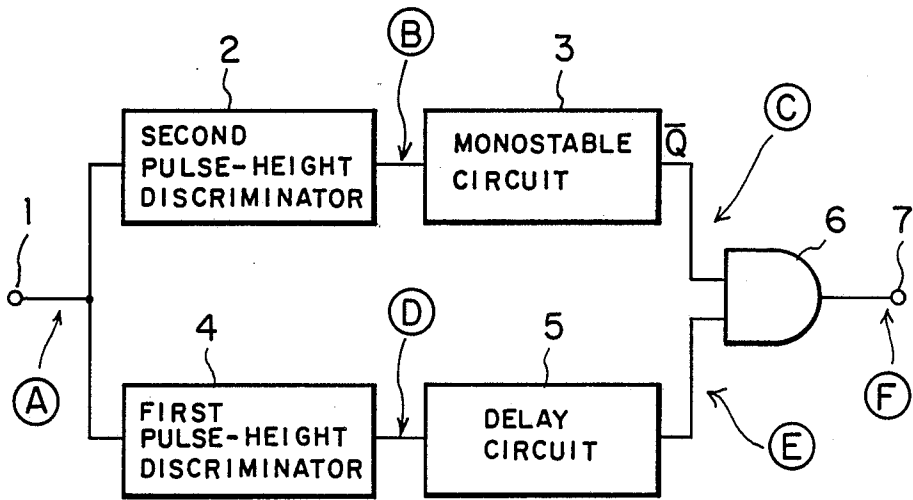 B
2
3
SECOND
PULSE-HEIGHT
DISCRIMINATOR
MONOSTABLE
CIRCUIT
Q̅
C
1
6
7
A
4
D
5
FIRST
PULSE-HEIGHT
DISCRIMINATOR
DELAY
CIRCUIT
E
F